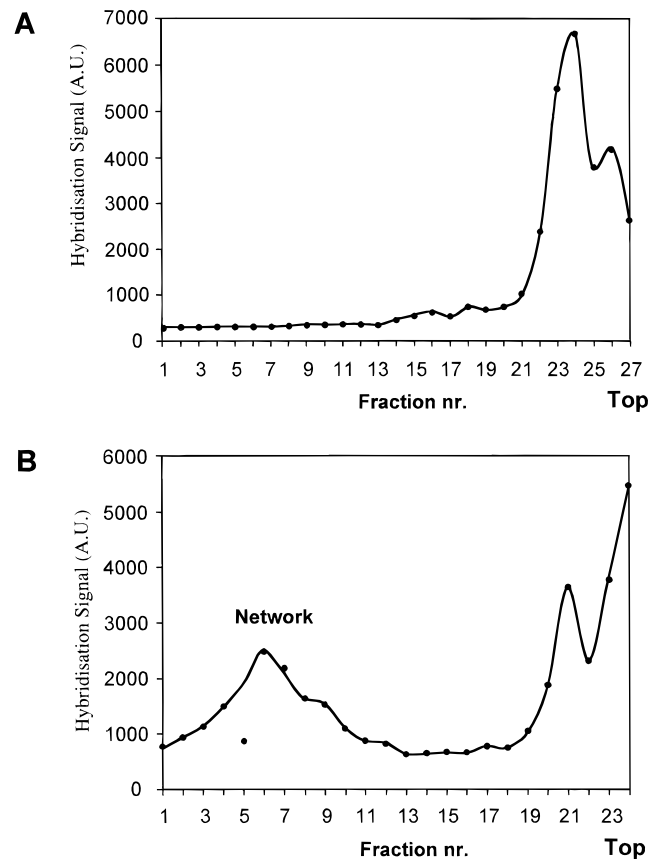 A
Hybridisation Signal (A.U.)
7000
6000
5000
4000
3000
2000
1000
0
1 3 5 7 9 11 13 15 17 19 21 23 25 27
Fraction nr.
Top
B
Hybridisation Signal (A.U.)
6000
5000
4000
3000
2000
1000
0
Network
1 3 5 7 9 11 13 15 17 19 21 23
Fraction nr.
Top